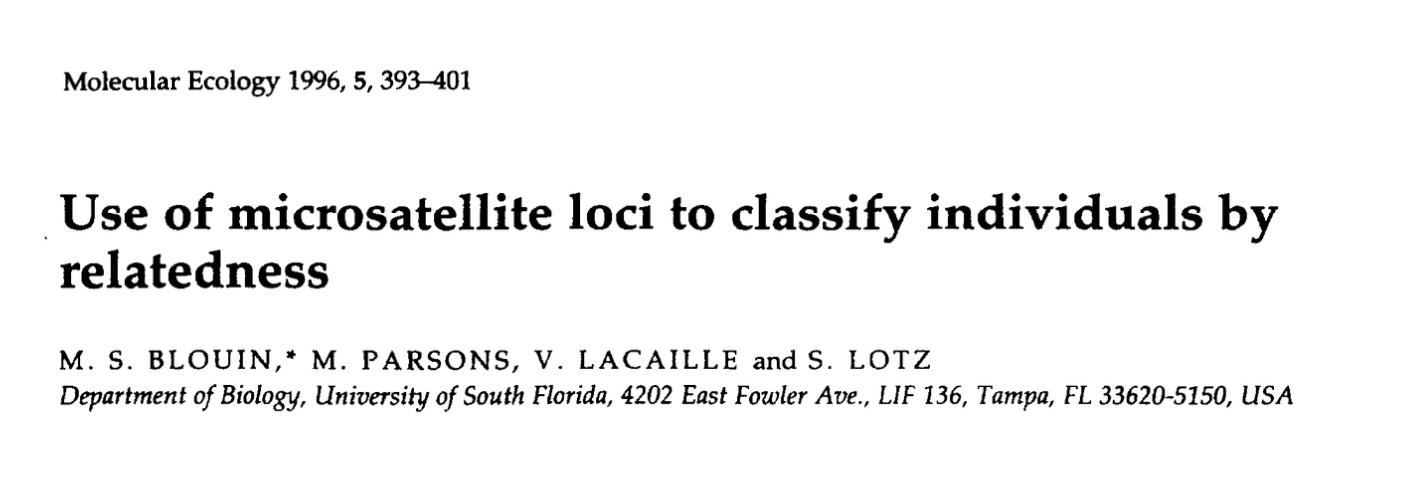 Molecular Ecology 1996, 5, 393–401
Use of microsatellite loci to classify individuals by
relatedness
M. S. BLOUIN,* M. PARSONS, V. LACAILLE and S. LOTZ
Department of Biology, University of South Florida, 4202 East Fowler Ave., LIF 136, Tampa, FL 33620-5150, USA